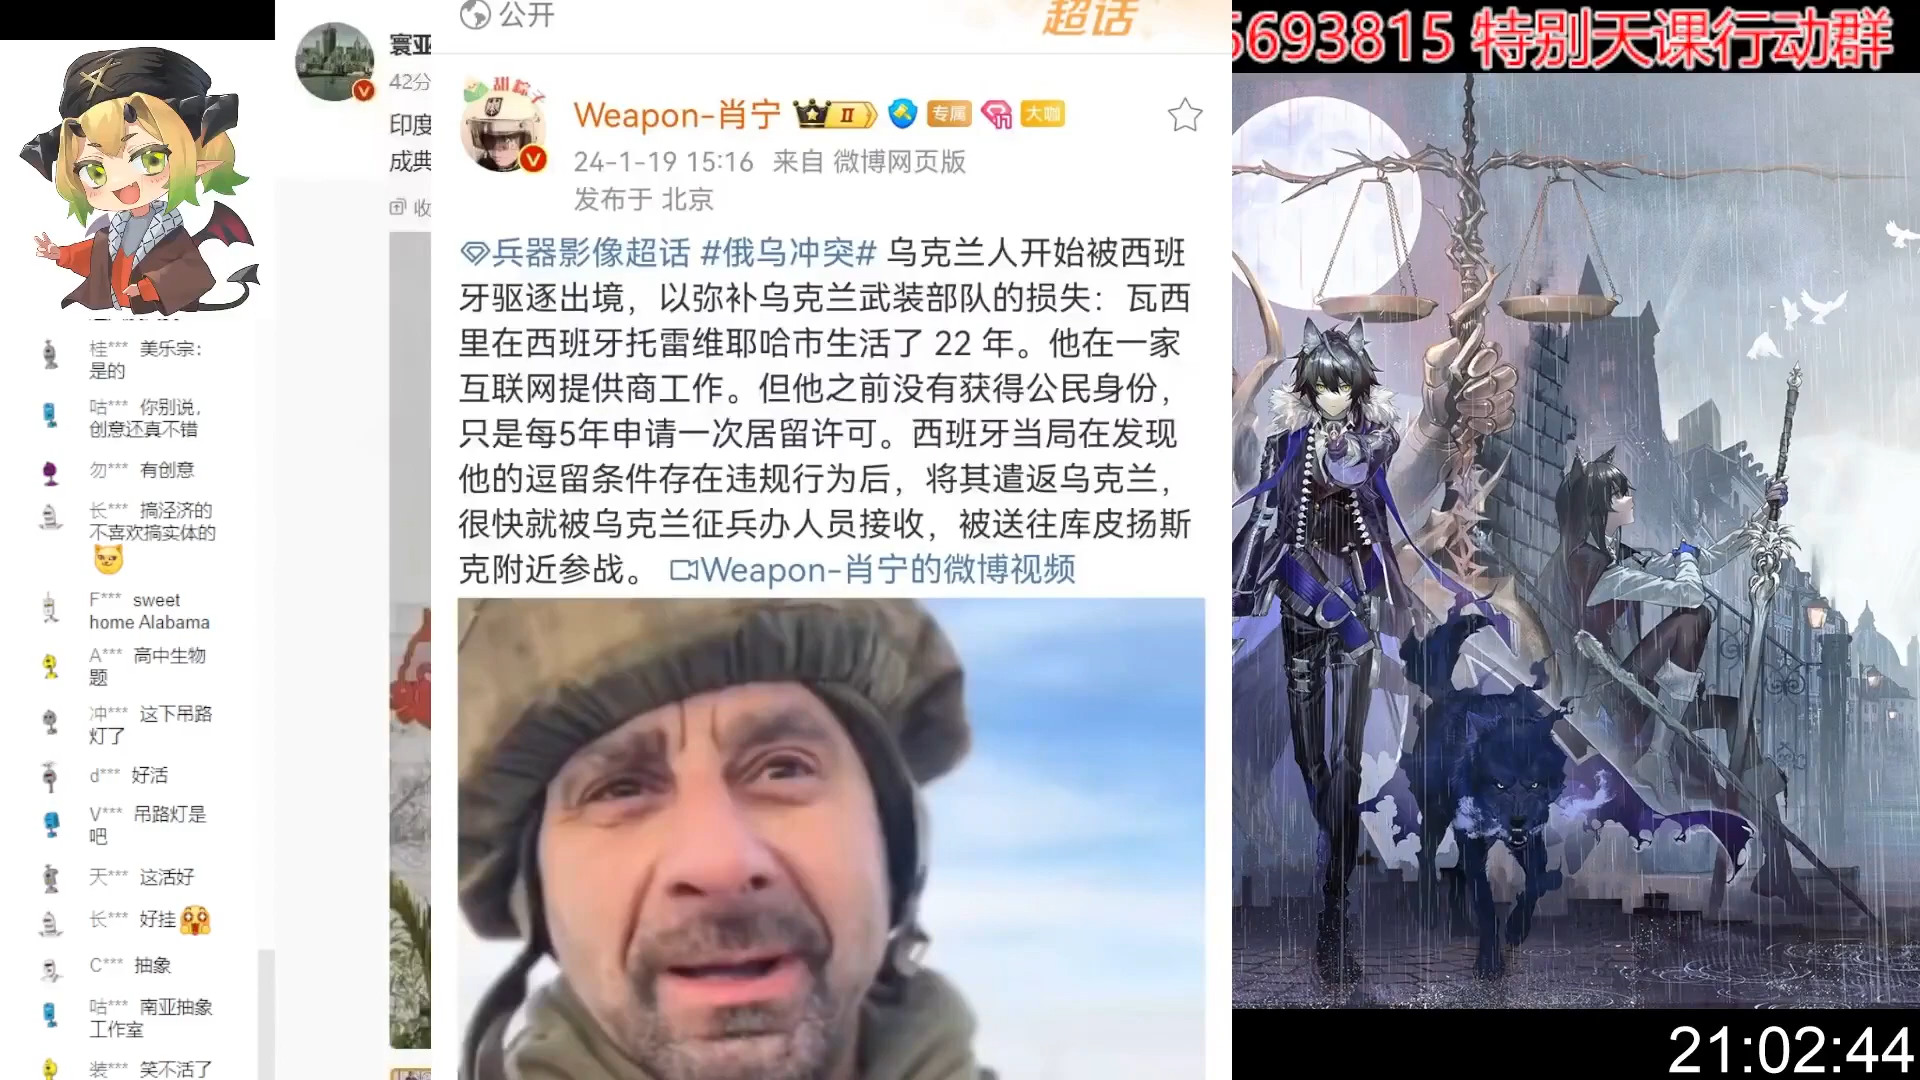 桂*** 美乐宗：
是的
咕*** 你别说，
创意还真不错
勿*** 有创意
长*** 搞泾济的
不喜欢搞实体的
F*** sweet
home Alabama
A*** 高中生物
题
冲*** 这下吊路
灯了
d*** 好活
V*** 吊路灯是
吧
天*** 这活好
长*** 好挂
C*** 抽象
咕*** 南亚抽象
工作室
装*** 笑不活了
寰亚
42分
印度
成典
收
公开
超话
甜粽子
Weapon-肖宁 II 专属 大咖
24-1-19 15:16 来自 微博网页版
发布于 北京
兵器影像超话 #俄乌冲突# 乌克兰人开始被西班
牙驱逐出境，以弥补乌克兰武装部队的损失：瓦西
里在西班牙托雷维耶哈市生活了 22 年。他在一家
互联网提供商工作。但他之前没有获得公民身份，
只是每5年申请一次居留许可。西班牙当局在发现
他的逗留条件存在违规行为后，将其遣返乌克兰，
很快就被乌克兰征兵办人员接收，被送往库皮扬斯
克附近参战。 Weapon-肖宁的微博视频
5693815 特别天课行动群
21:02:44